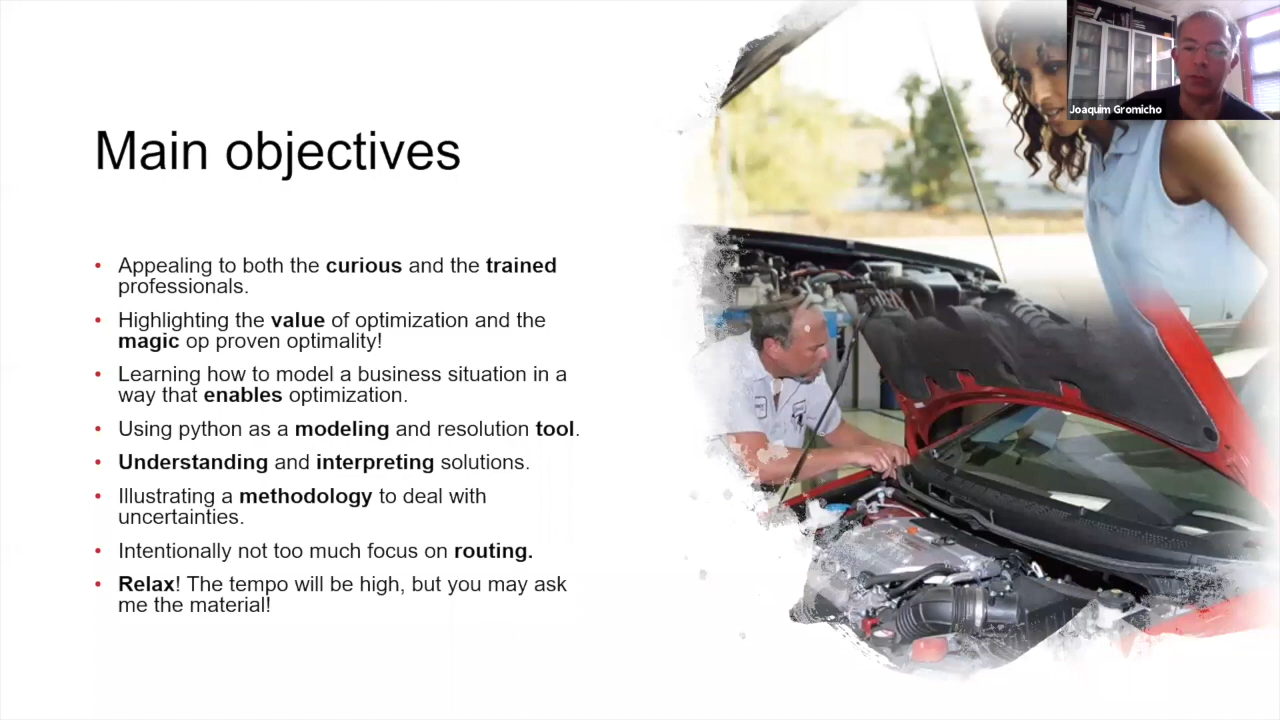 Main objectives
Appealing to both the curious and the trained
professionals.
Highlighting the value of optimization and the
magic op proven optimality!
Learning how to model a business situation in a
way that enables optimization.
Using python as a modeling and resolution tool.
Understanding and interpreting solutions.
Illustrating a methodology to deal with
uncertainties.
Intentionally not too much focus on routing.
Relax! The tempo will be high, but you may ask
me the material!
Joaquim Gromicho